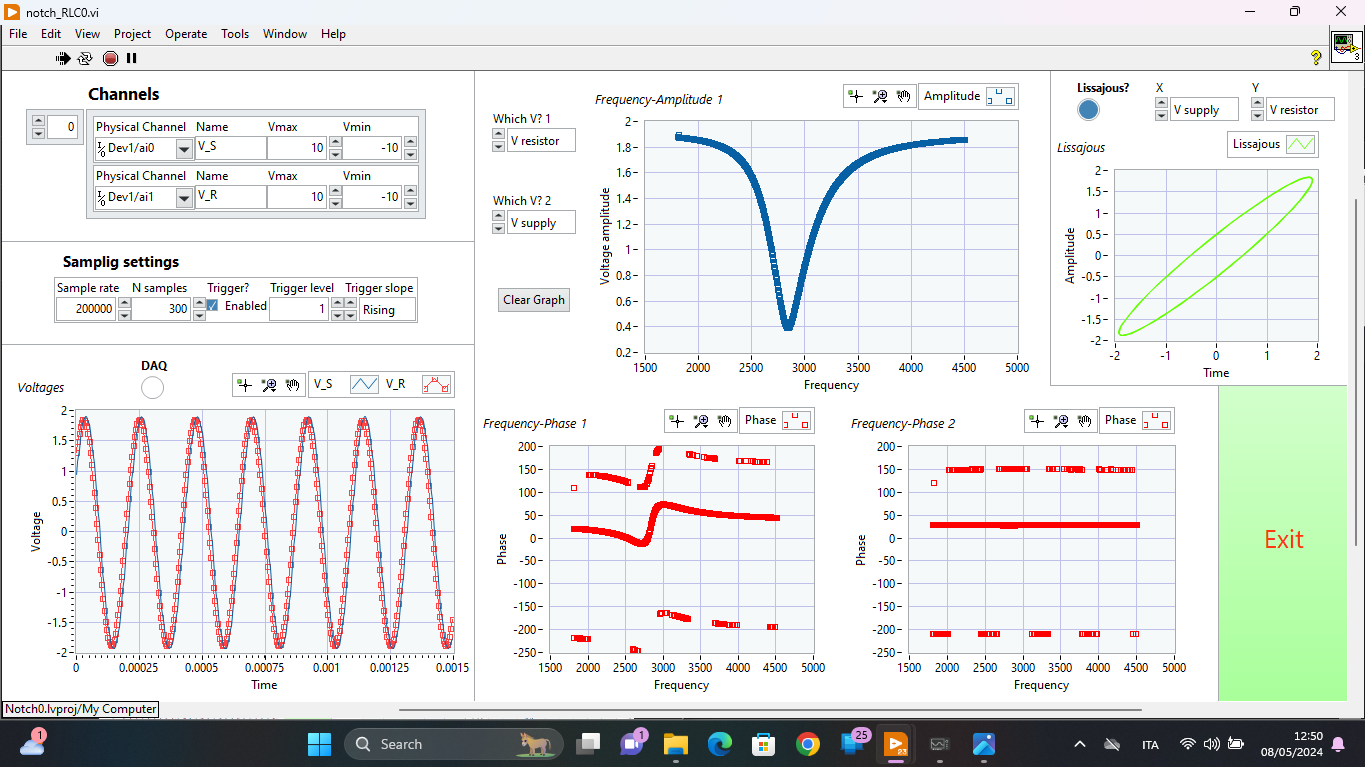 notch_RLC0.vi
File Edit View Project Operate Tools Window Help
3
Channels
0
Physical Channel Name Vmax Vmin
Dev1/ai0 V_S 10 -10
Physical Channel Name Vmax Vmin
Dev1/ai1 V_R 10 -10
Samplig settings
Sample rate N samples Trigger? Trigger level Trigger slope
200000 300 Enabled 1 Rising
DAQ
Voltages
V_S V_R
2
1.5
1
0.5
0
-0.5
-1
-1.5
-2
Voltage
0 0.00025 0.0005 0.00075 0.001 0.00125 0.0015
Time
Which V? 1
V resistor
Which V? 2
V supply
Clear Graph
Frequency-Amplitude 1
Amplitude
2
1.8
1.6
1.4
1.2
1
0.8
0.6
0.4
0.2
Voltage amplitude
1500 2000 2500 3000 3500 4000 4500 5000
Frequency
Lissajous? X Y
V supply V resistor
Lissajous
Lissajous
2
1.5
1
0.5
0
-0.5
-1
-1.5
-2
Amplitude
-2 -1 0 1 2
Time
Frequency-Phase 1
Phase
200
150
100
50
0
-50
-100
-150
-200
-250
Phase
1500 2000 2500 3000 3500 4000 4500 5000
Frequency
Frequency-Phase 2
Phase
200
150
100
50
0
-50
-100
-150
-200
-250
Phase
1500 2000 2500 3000 3500 4000 4500 5000
Frequency
Exit
Notch0.lvproj/My Computer
1
Search
1
25
23
ITA
12:50
08/05/2024